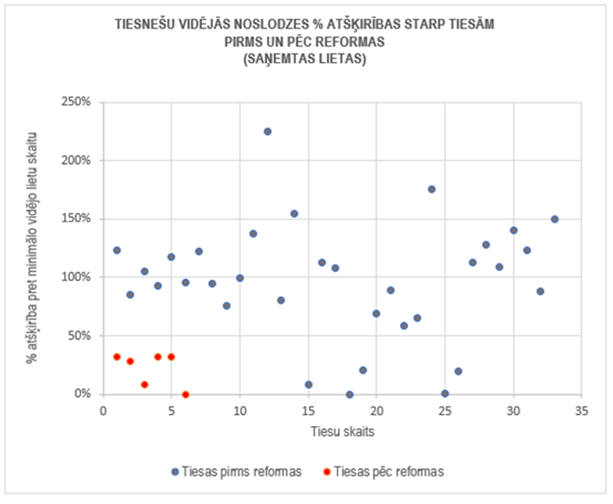 TIESNEŠU VIDĒJĀS NOSLODZES % ATŠĶIRĪBAS STARP TIESĀM
PIRMS UN PĒC REFORMAS
(SAŅEMTAS LIETAS)
% atšķirība pret minimālo vidējo lietu skaitu
250%
200%
150%
100%
50%
0%
0 5 10 15 20 25 30 35
Tiesu skaits
Tiesas pirms reformas Tiesas pēc reformas